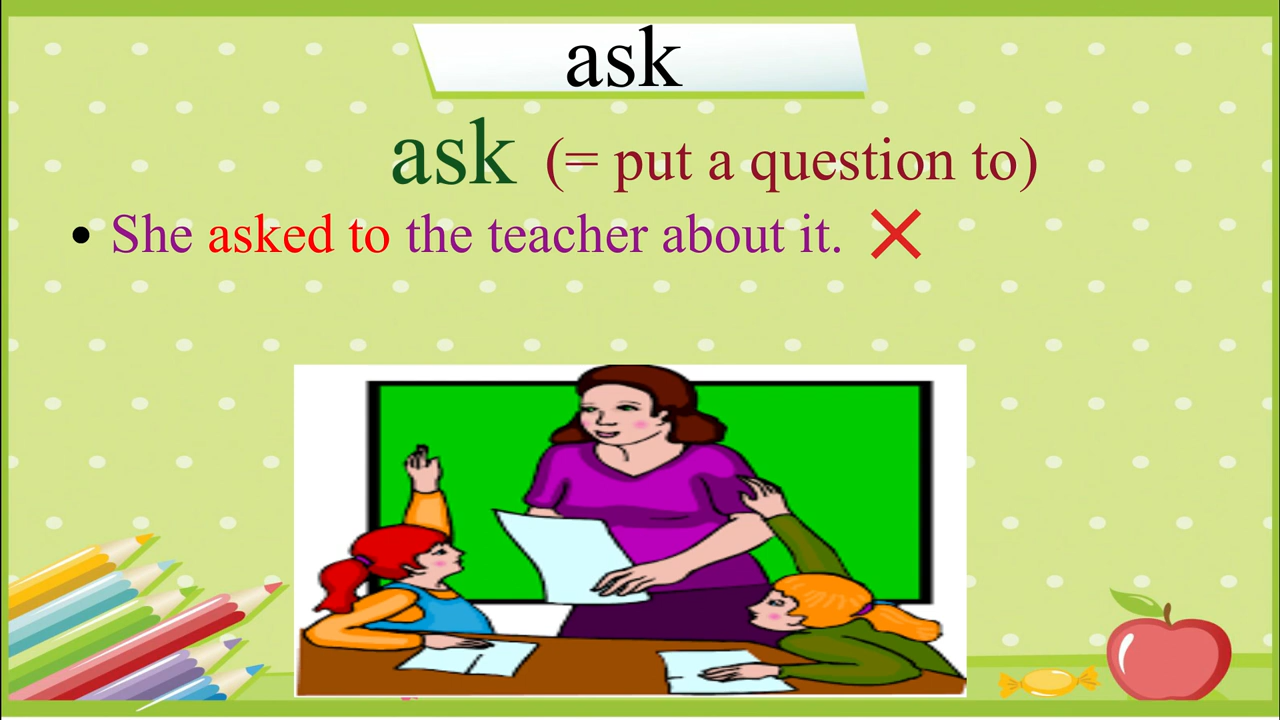 ask
ask (= put a question to)
• She asked to the teacher about it. ✕